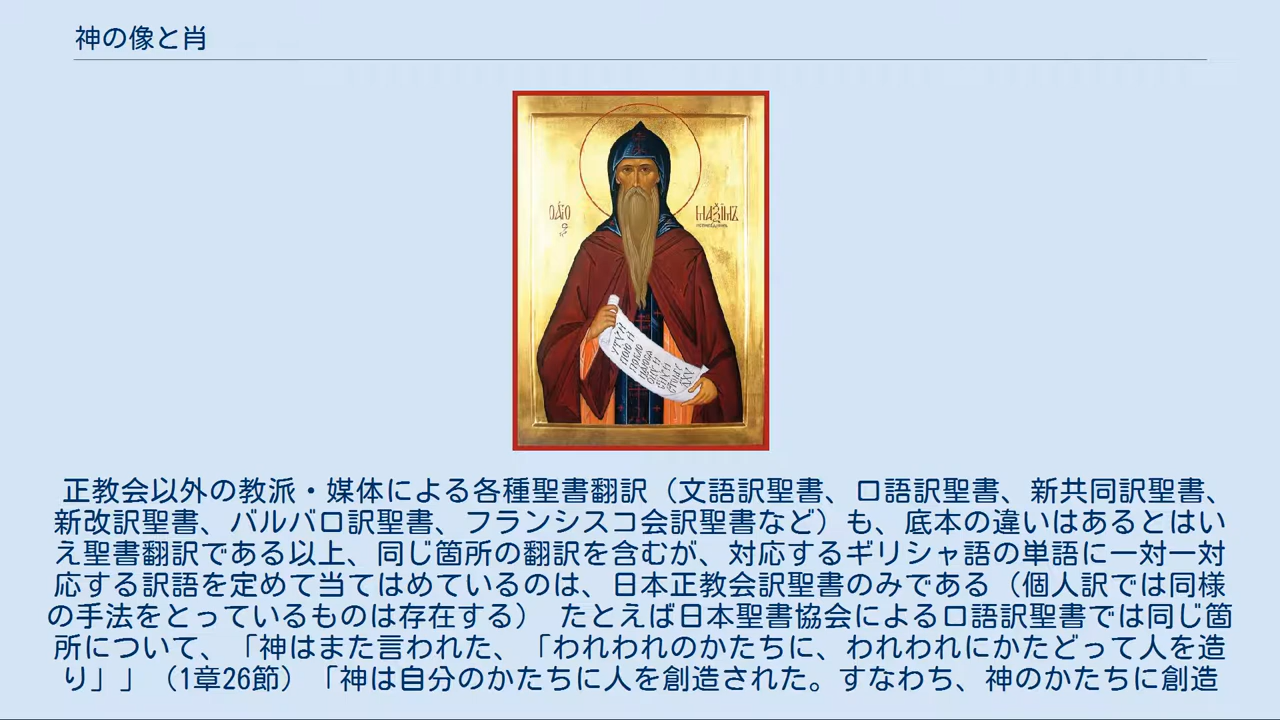 神の像と肖
ОАГІО
МАѮІМЪ
正教会以外の教派・媒体による各種聖書翻訳（文語訳聖書、口語訳聖書、新共同訳聖書、
新改訳聖書、バルバロ訳聖書、フランシスコ会訳聖書など）も、底本の違いはあるとはい
え聖書翻訳である以上、同じ箇所の翻訳を含むが、対応するギリシャ語の単語に一対一対
応する訳語を定めて当てはめているのは、日本正教会訳聖書のみである（個人訳では同様
の手法をとっているものは存在する）　たとえば日本聖書協会による口語訳聖書では同じ箇
所について、「神はまた言われた、「われわれのかたちに、われわれにかたどって人を造
り」」（1章26節）「神は自分のかたちに人を創造された。すなわち、神のかたちに創造